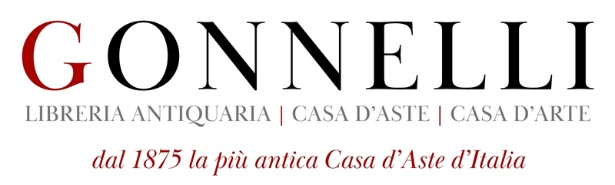 GONNELLI
LIBRERIA ANTIQUARIA | CASA D'ASTE | CASA D'ARTE
dal 1875 la più antica Casa d'Aste d'Italia